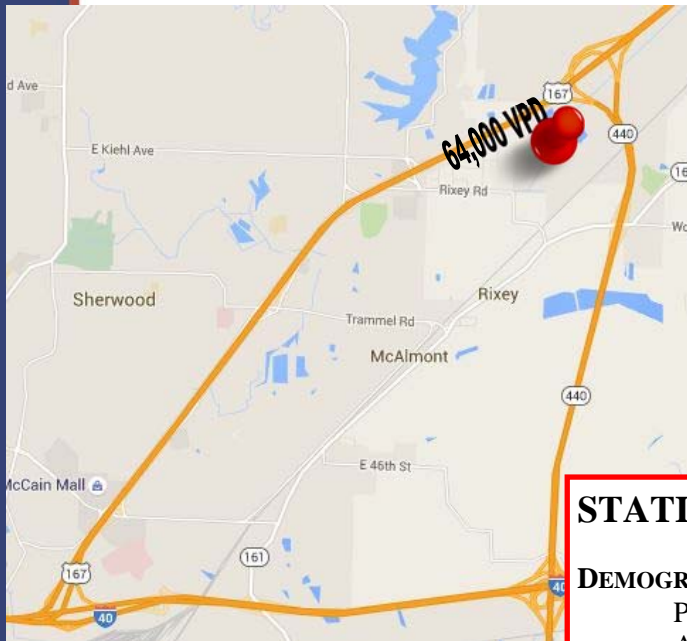 d Ave
167
64,000 VPD
440
E Kiehl Ave
Rixey Rd
Sherwood
Rixey
Trammel Rd
McAlmont
440
E 46th St
McCain Mall
STATI
161
DEMOGR
167
40
40
P